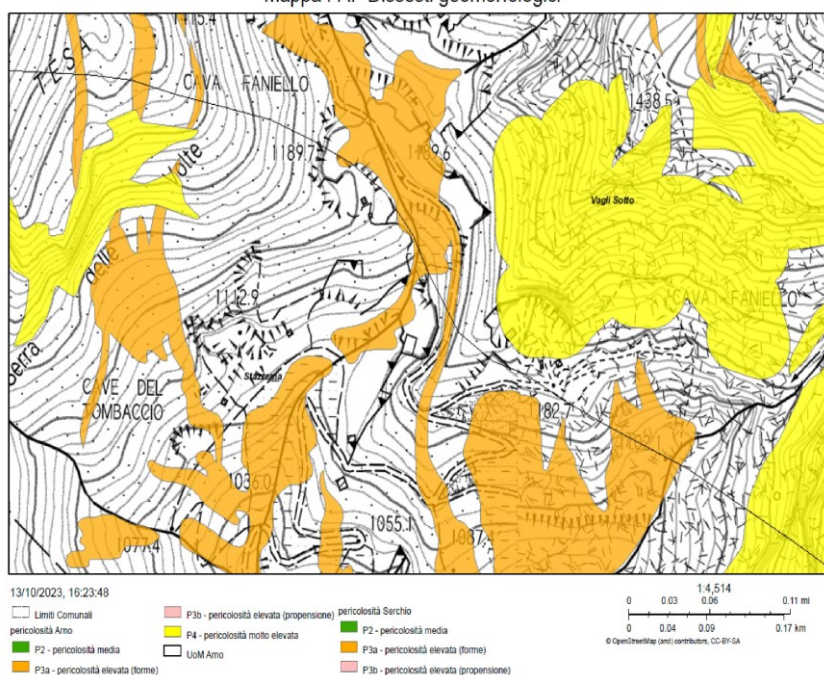 Mappa PAI  Dissesti geomorfologici
415.4
TESA
CAVA FANIELLO
1438.5
1189.7
1189.6
Volte
Vagli Sotto
delle
1112.9
CAVA FANIELLO
Serra
Stazzema
CAVE DEL
TOMBACCIO
1182.7
1036.0
1055.1
1077.4
1087.4
13/10/2023, 16:23:48
Limiti Comunali
pericolosità Arno
P2 - pericolosità media
P3a - pericolosità elevata (forme)
P3b - pericolosità elevata (propensione)
P4 - pericolosità molto elevata
UoM Arno
pericolosità Serchio
P2 - pericolosità media
P3a - pericolosità elevata (forme)
P3b - pericolosità elevata (propensione)
1:4,514
0 0.03 0.06 0.11 mi
0 0.04 0.09 0.17 km
© OpenStreetMap (and) contributors, CC-BY-SA